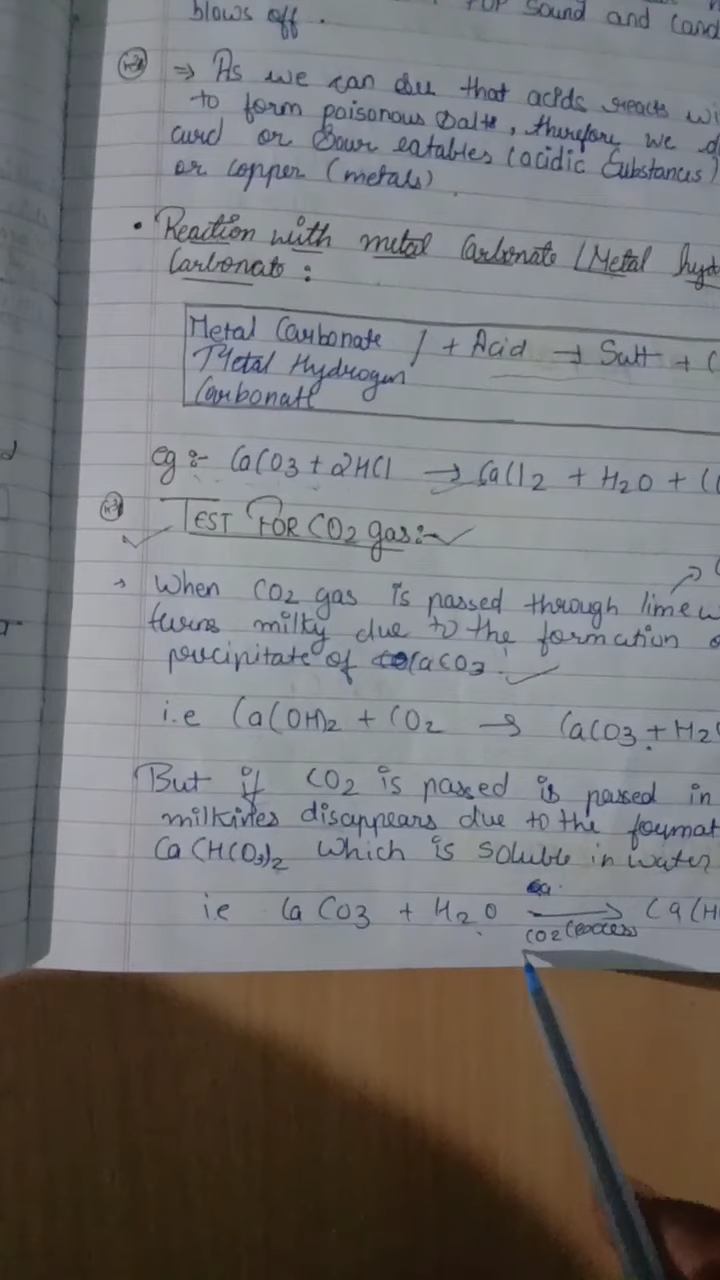 blows off.
POP sound and
⇒ As we can see that acids reacts
to form poisonous Salts, therefore, we
curd or Sour eatables (acidic Substances)
or copper (metals)
• Reaction with metal Carbonate / Metal
Carbonate :
Metal Carbonate / + Acid → Salt +
Metal Hydrogen
Carbonate
eg :- CaCO3 + 2HCl → CaCl2 + H2O +
TEST FOR CO2 gas :-
→ When CO2 gas is passed through lime
turns milky due to the formation
precipitate of CaCO3.
i.e Ca(OH)2 + CO2 → CaCO3 +
But if CO2 is passed is passed in
milkines disappears due to the
Ca(HCO3)2 which is soluble in water
ie CaCO3 + H2O →
CO2 (excess)